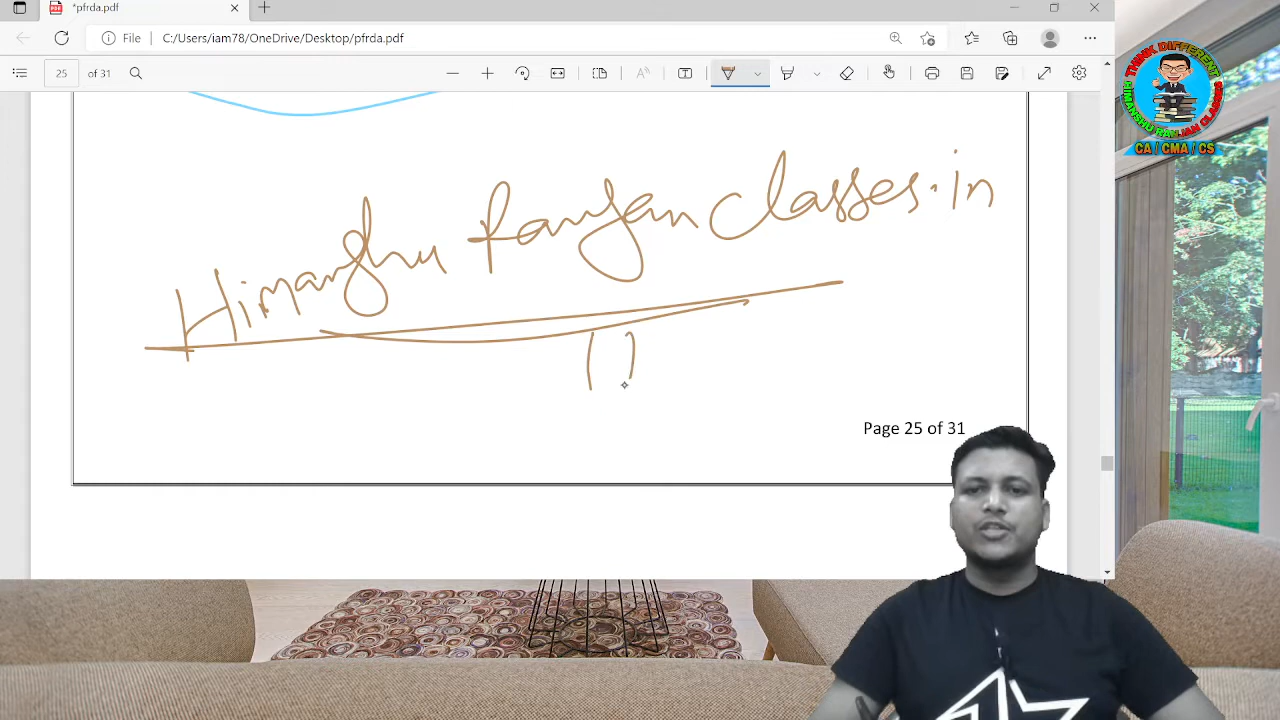 *pfrda.pdf
File | C:/Users/iam78/OneDrive/Desktop/pfrda.pdf
25 of 31
THINK DIFFERENT
HIMANSHU RANJAN CLASSES
CA / CMA / CS
Himanshu Ranjan classes.in
Page 25 of 31